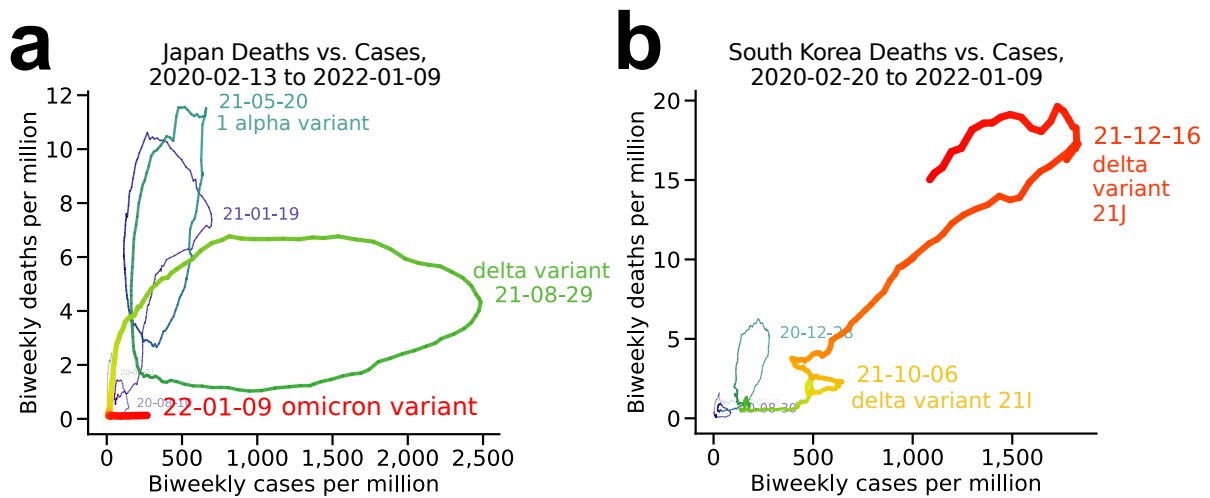 a
Japan Deaths vs. Cases,
2020-02-13 to 2022-01-09
Biweekly deaths per million
12
10
8
6
4
2
0
21-05-20
1 alpha variant
21-01-19
delta variant
21-08-29
22-01-09 omicron variant
0
500
1,000
1,500
2,000
2,500
Biweekly cases per million
b
South Korea Deaths vs. Cases,
2020-02-20 to 2022-01-09
Biweekly deaths per million
20
15
10
5
0
21-12-16
delta
variant
21J
20-12-28
21-10-06
delta variant 21I
0
500
1,000
1,500
Biweekly cases per million